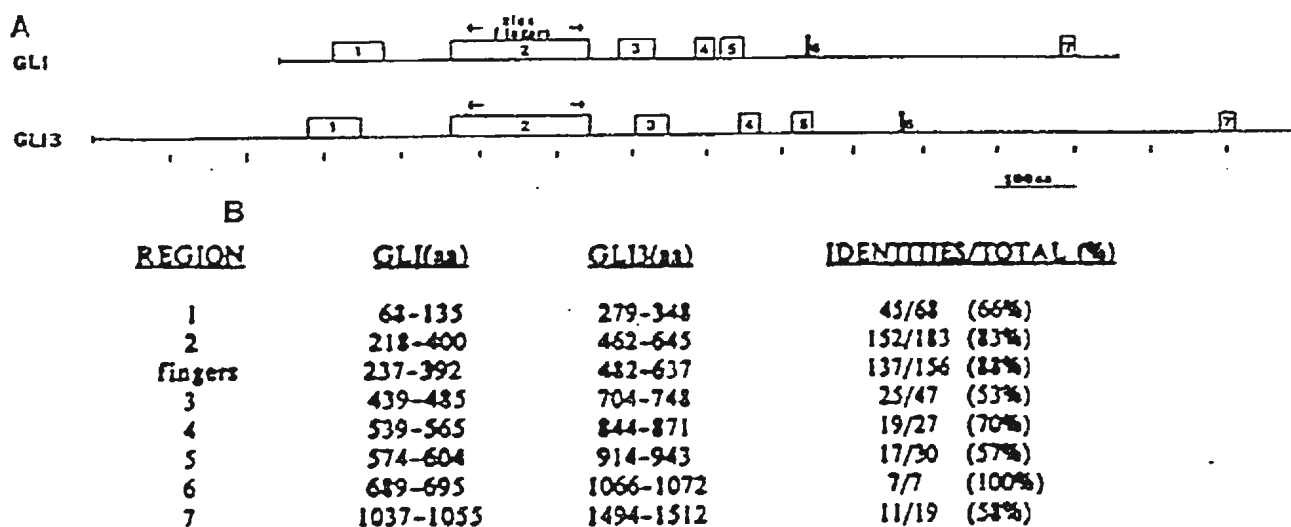 A
zinc
← fingers →
1 2 3 4 5 6 7
GLI
← →
1 2 3 4 5 6 7
GLI3
100 aa
B
REGION GLI(aa) GLI3(aa) IDENTITIES/TOTAL (%)
1 68-135 279-348 45/68 (66%)
2 218-400 462-645 152/183 (83%)
fingers 237-392 482-637 137/156 (88%)
3 439-485 704-748 25/47 (53%)
4 539-565 844-871 19/27 (70%)
5 574-604 914-943 17/30 (57%)
6 689-695 1066-1072 7/7 (100%)
7 1037-1055 1494-1512 11/19 (58%)